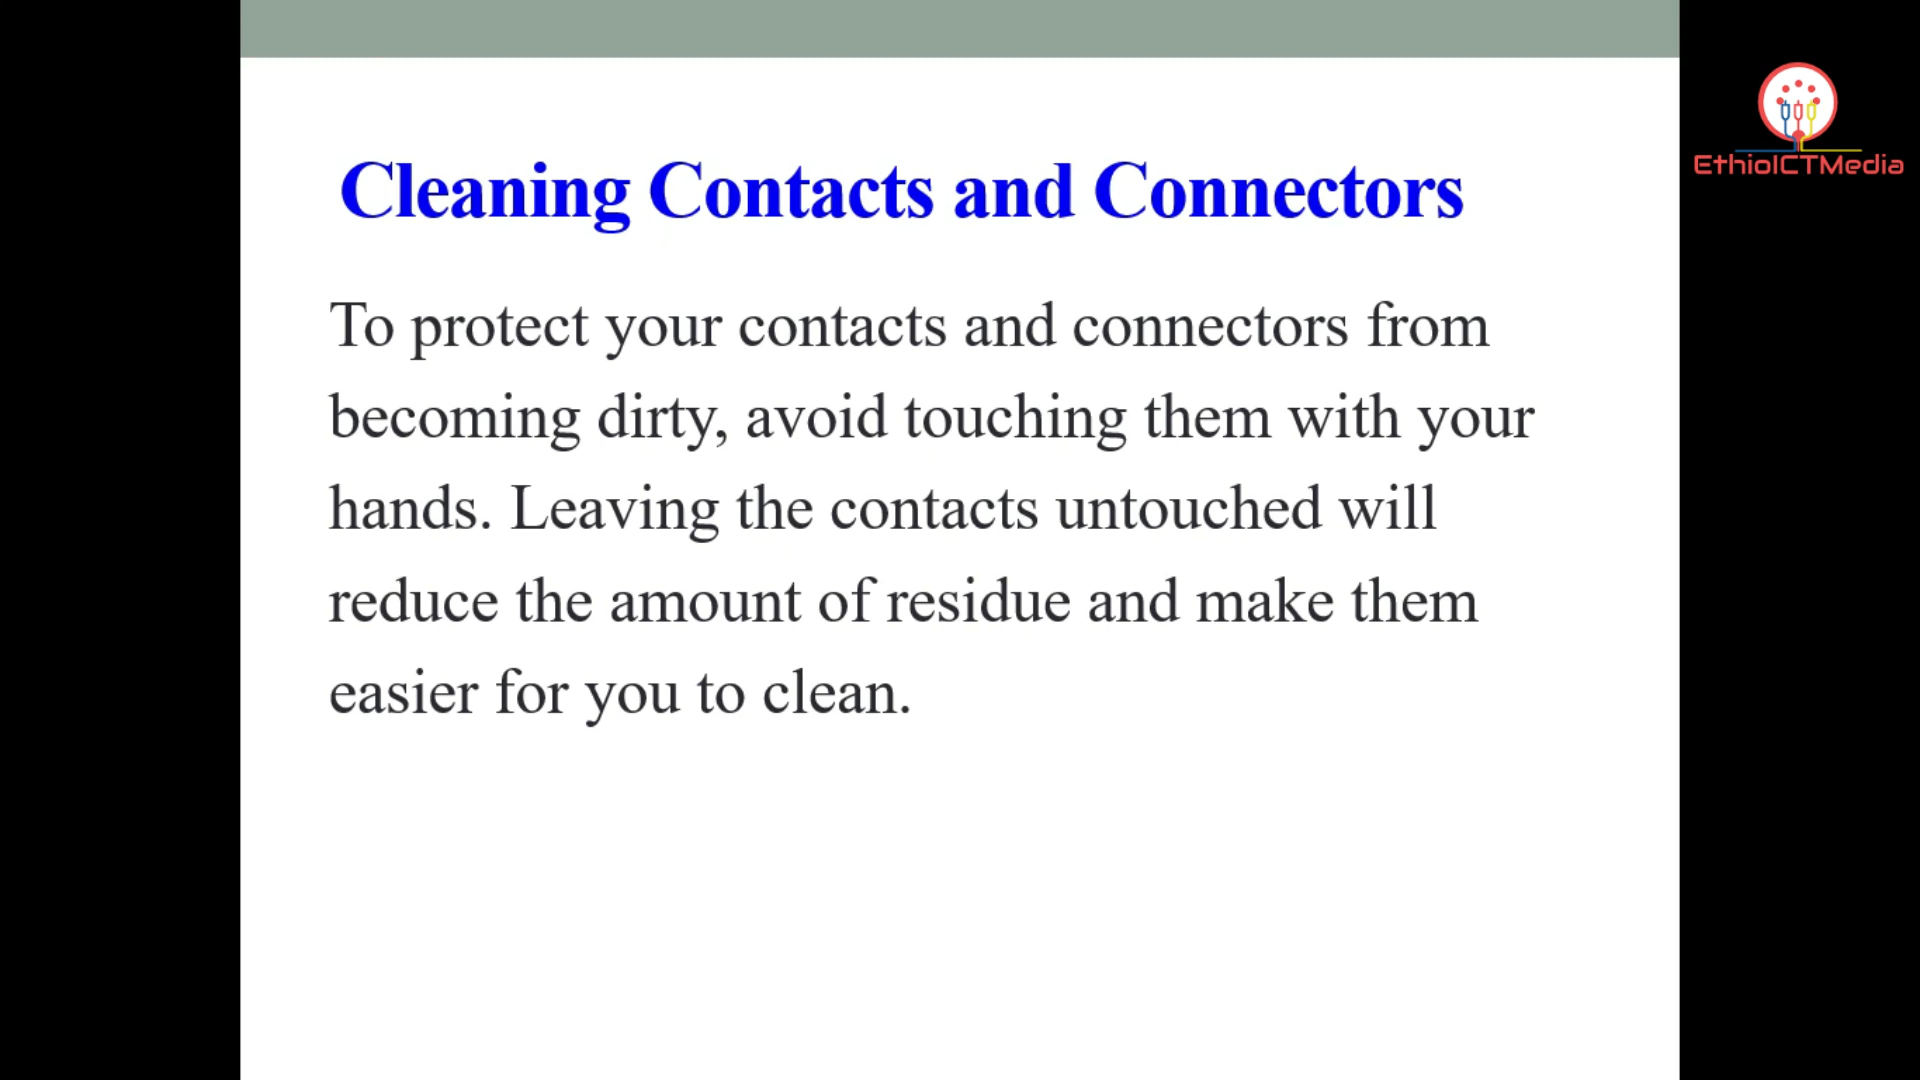 Cleaning Contacts and Connectors
To protect your contacts and connectors from
becoming dirty, avoid touching them with your
hands. Leaving the contacts untouched will
reduce the amount of residue and make them
easier for you to clean.
EthioICTMedia